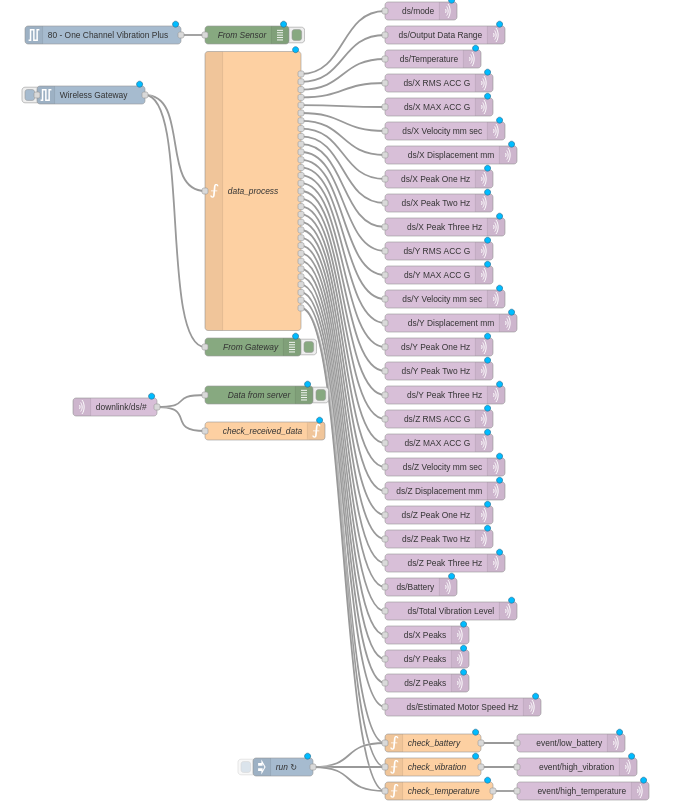 ds/mode
80 - One Channel Vibration Plus
From Sensor
ds/Output Data Range
ds/Temperature
ds/X RMS ACC G
Wireless Gateway
ds/X MAX ACC G
ds/X Velocity mm sec
ds/X Displacement mm
ds/X Peak One Hz
data_process
ds/X Peak Two Hz
ds/X Peak Three Hz
ds/Y RMS ACC G
ds/Y MAX ACC G
ds/Y Velocity mm sec
ds/Y Displacement mm
From Gateway
ds/Y Peak One Hz
ds/Y Peak Two Hz
Data from server
ds/Y Peak Three Hz
downlink/ds/#
ds/Z RMS ACC G
check_received_data
ds/Z MAX ACC G
ds/Z Velocity mm sec
ds/Z Displacement mm
ds/Z Peak One Hz
ds/Z Peak Two Hz
ds/Z Peak Three Hz
ds/Battery
ds/Total Vibration Level
ds/X Peaks
ds/Y Peaks
ds/Z Peaks
ds/Estimated Motor Speed Hz
check_battery
event/low_battery
run ↻
check_vibration
event/high_vibration
check_temperature
event/high_temperature